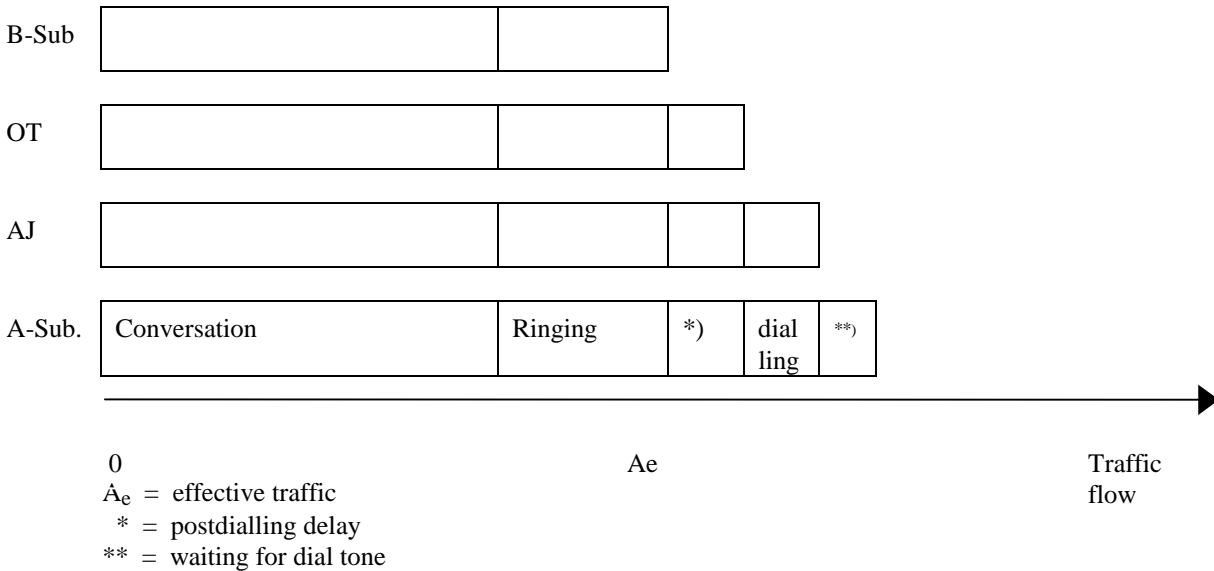 B-Sub
OT
AJ
A-Sub. Conversation Ringing *) dial **)
ling
0 Ae Traffic
flow
Ae = effective traffic
* = postdialling delay
** = waiting for dial tone